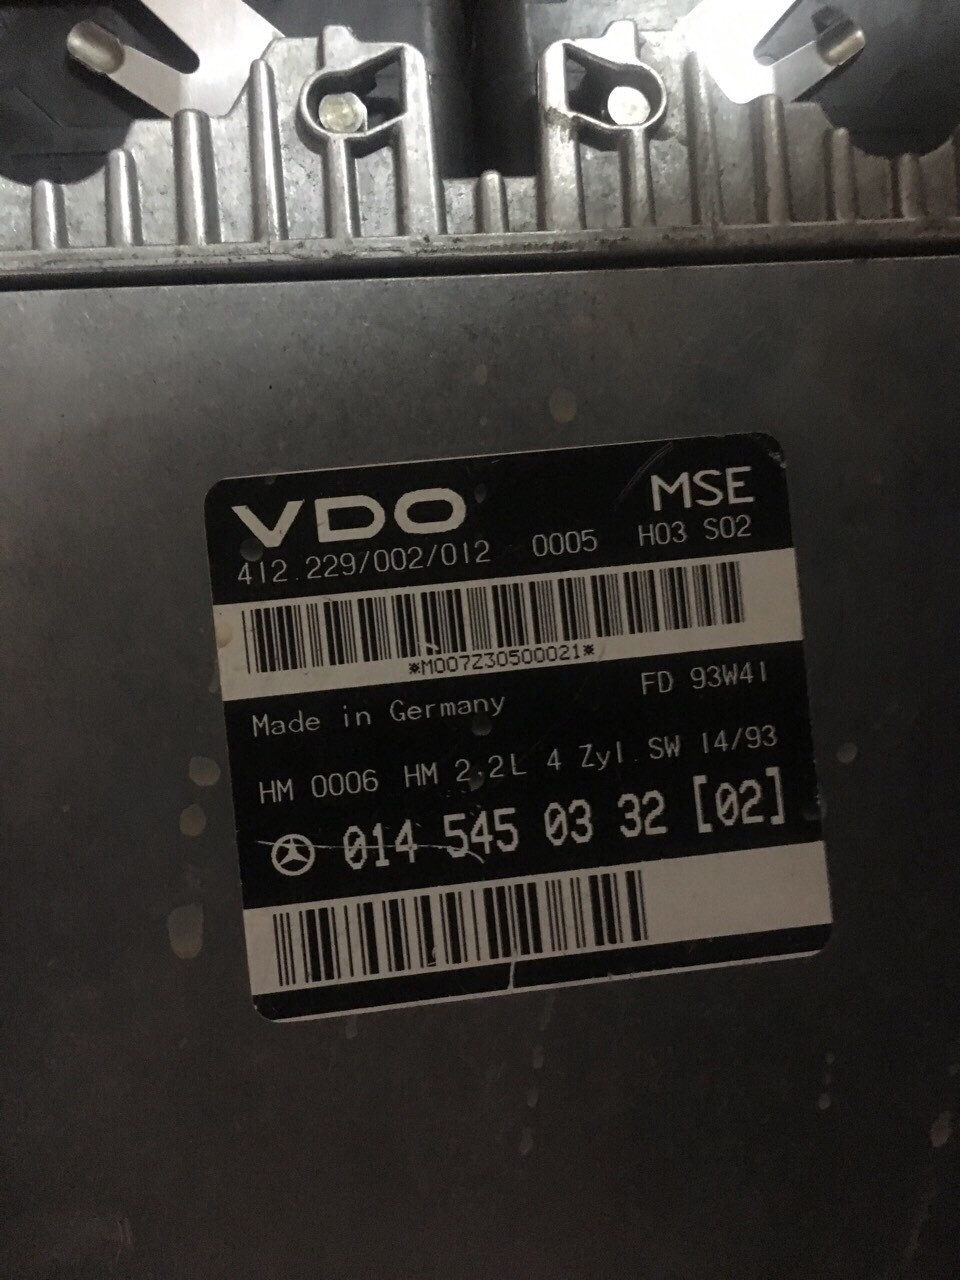 VDO MSE
412.229/002/012 0005 H03 S02
*M007Z30500021*
Made in Germany FD 93W41
HM 0006 HM 2.2L 4 Zyl. SW 14/93
014 545 03 32 [02]